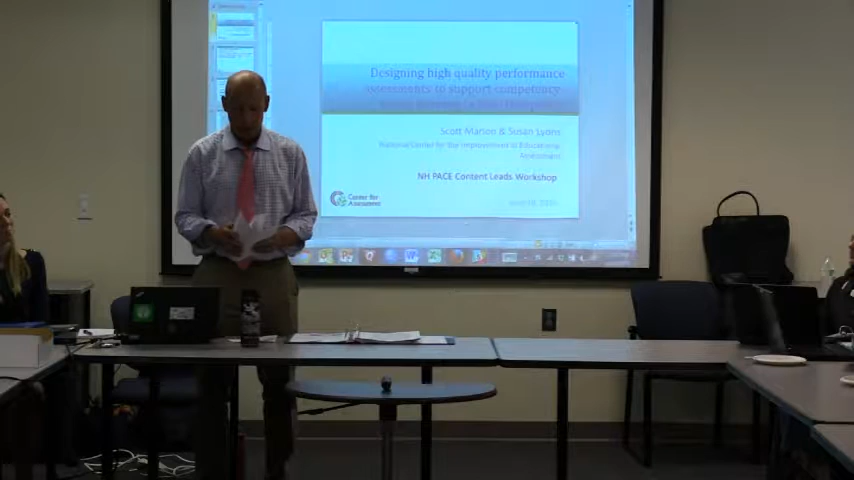 Designing high quality performance
assessments to support competency
Scott Marion & Susan Lyons
National Center for the Improvement of Educational
Assessment
NH PACE Content Leads Workshop
Center for
Assessment